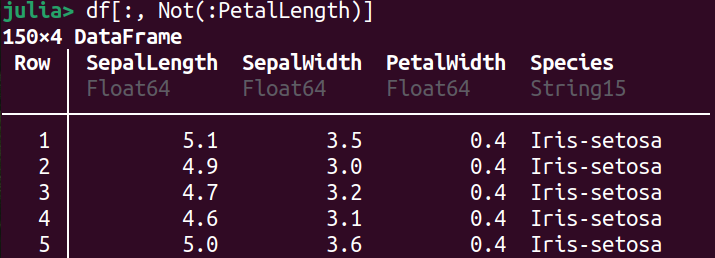 julia> df[:, Not(:PetalLength)]
150×4 DataFrame
Row SepalLength SepalWidth PetalWidth Species
Float64 Float64 Float64 String15
1 5.1 3.5 0.4 Iris-setosa
2 4.9 3.0 0.4 Iris-setosa
3 4.7 3.2 0.4 Iris-setosa
4 4.6 3.1 0.4 Iris-setosa
5 5.0 3.6 0.4 Iris-setosa